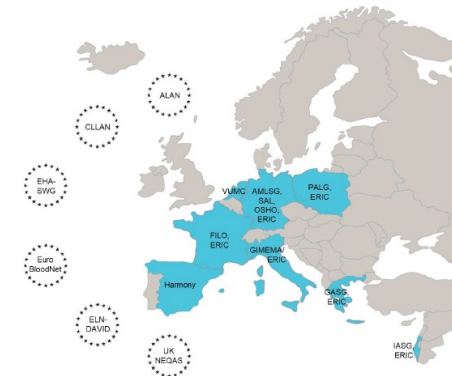 ALAN
CLLAN
EHA-
SWG
Euro
BloodNet
ELN-
DAVID
UK
NEQAS
VUMC
AMLSG,
SAL,
OSHO,
ERIC
PALG,
ERIC
FILO,
ERIC
GIMEMA/
ERIC
Harmony
GASG,
ERIC
IASG,
ERIC